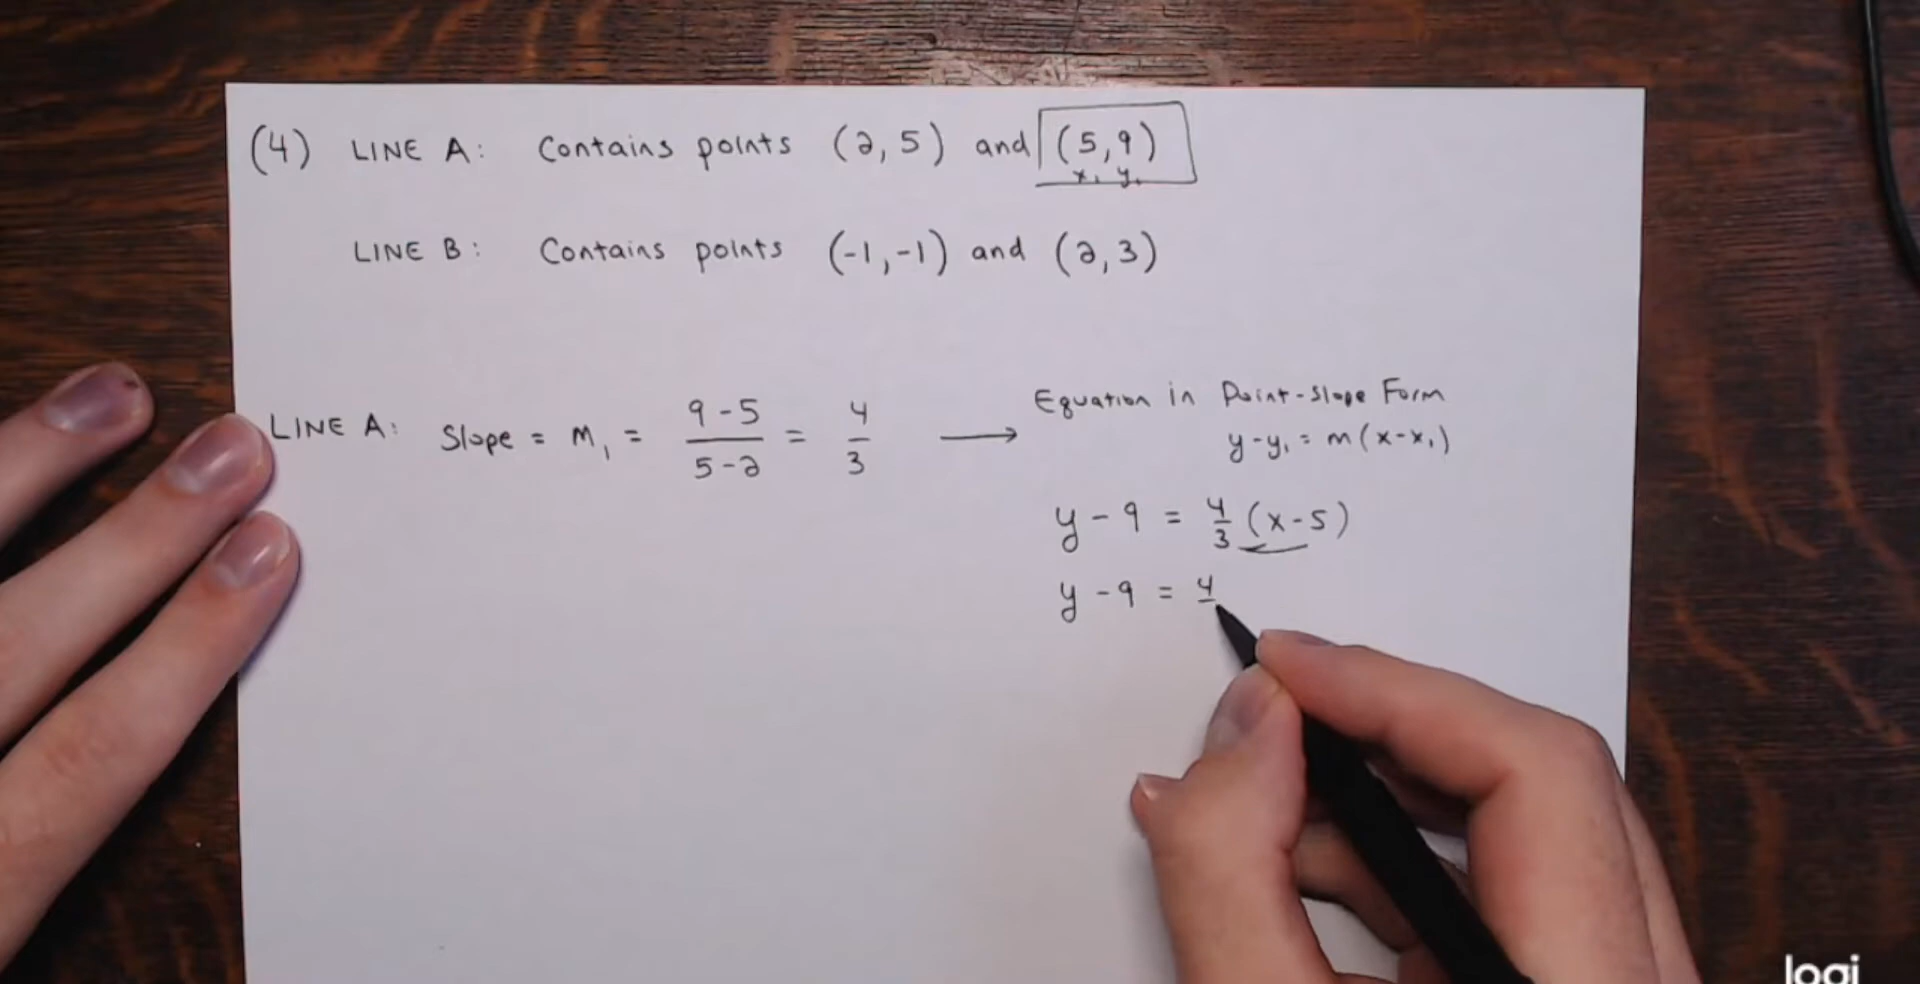 (4) LINE A: Contains points (2,5) and (5,9)
x₁ y₁
LINE B: Contains points (-1,-1) and (2,3)
LINE A: Slope = m₁ = 9-5/5-2 = 4/3 → Equation in Point-Slope Form
y-y₁ = m(x-x₁)
y-9 = 4/3 (x-5)
y-9 = 4
logi